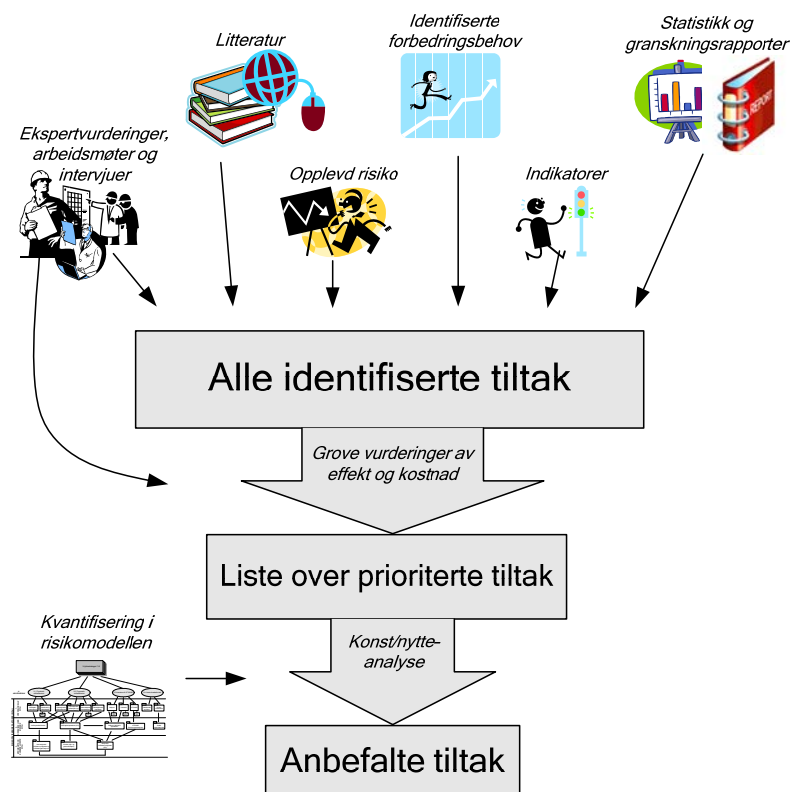 Litteratur
Identifiserte
forbedringsbehov
Statistikk og
granskningsrapporter
REPORT
Ekspertvurderinger,
arbeidsmøter og
intervjuer
Opplevd risiko
Indikatorer
Alle identifiserte tiltak
Grove vurderinger av
effekt og kostnad
Liste over prioriterte tiltak
Kvantifisering i
risikomodellen
Konst/nytte-
analyse
Anbefalte tiltak